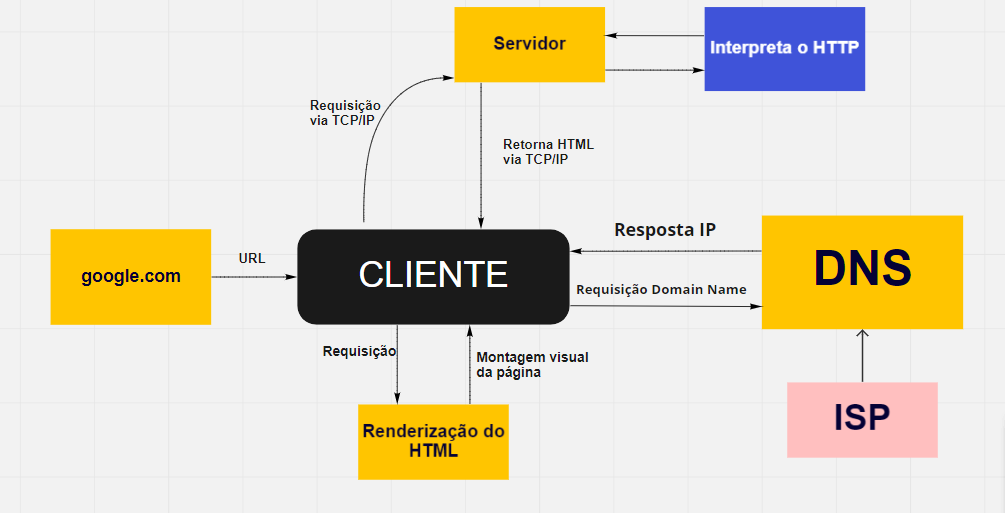 Servidor
Interpreta o HTTP
Requisição
via TCP/IP
Retorna HTML
via TCP/IP
google.com
URL
CLIENTE
Resposta IP
Requisição Domain Name
DNS
Requisição
Montagem visual
da página
Renderização do
HTML
ISP